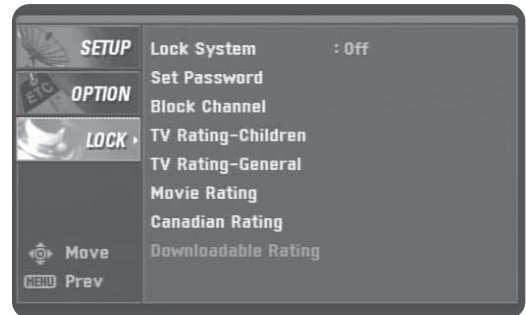 SETUP
OPTION
LOCK
Move
MENU Prev
Lock System : Off
Set Password
Block Channel
TV Rating-Children
TV Rating-General
Movie Rating
Canadian Rating
Downloadable Rating
ETC